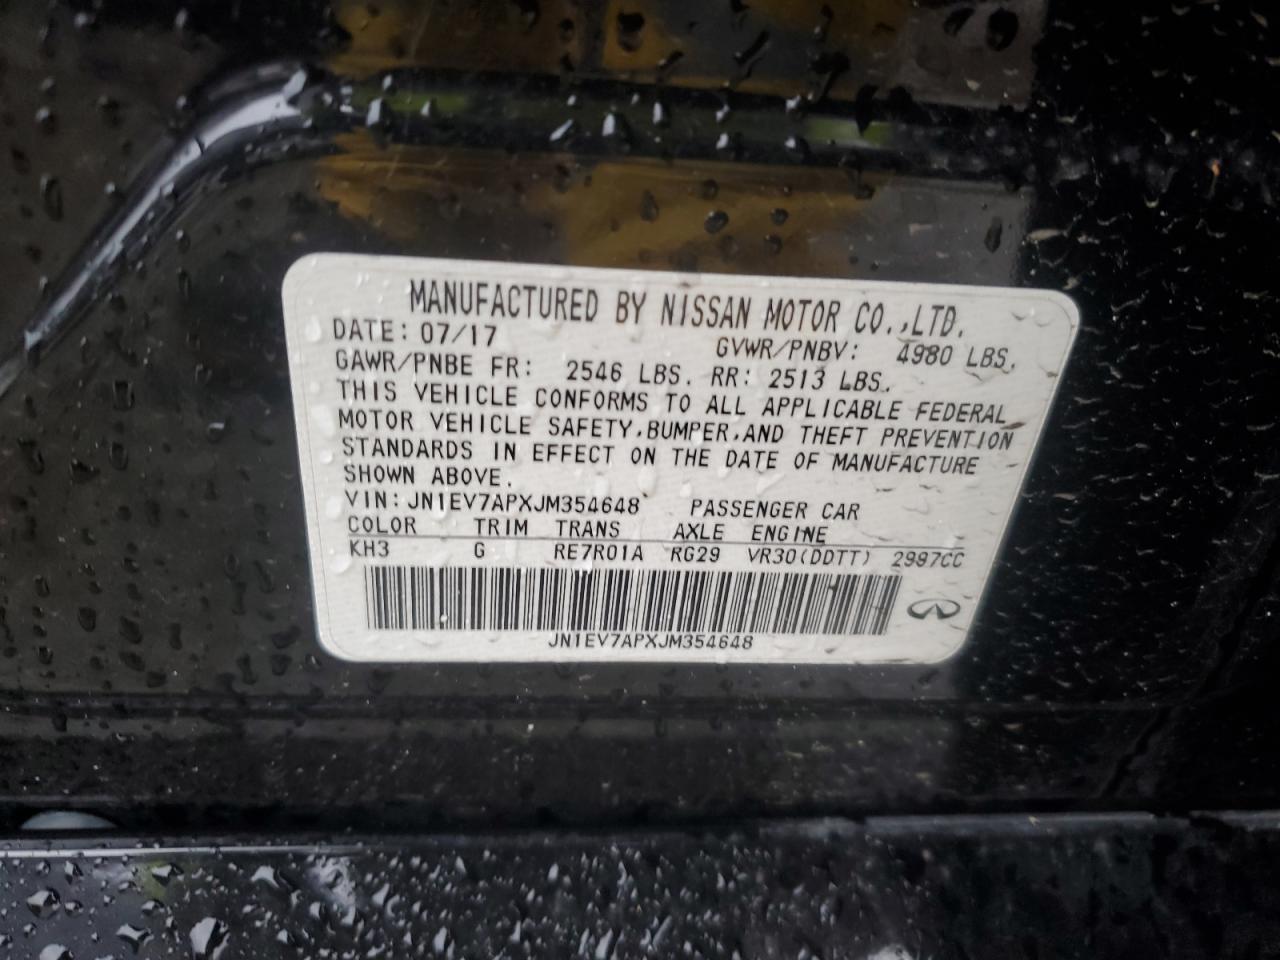 MANUFACTURED BY NISSAN MOTOR CO.,LTD.
DATE: 07/17 GVWR/PNBV: 4980 LBS.
GAWR/PNBE FR: 2546 LBS. RR: 2513 LBS.
THIS VEHICLE CONFORMS TO ALL APPLICABLE FEDERAL
MOTOR VEHICLE SAFETY,BUMPER,AND THEFT PREVENTION
STANDARDS IN EFFECT ON THE DATE OF MANUFACTURE
SHOWN ABOVE.
VIN:JN1EV7APXJM354648 PASSENGER CAR
COLOR TRIM TRANS AXLE ENGINE
KH3 G RE7R01A RG29 VR30(DDTT) 2997CC
JN1EV7APXJM354648